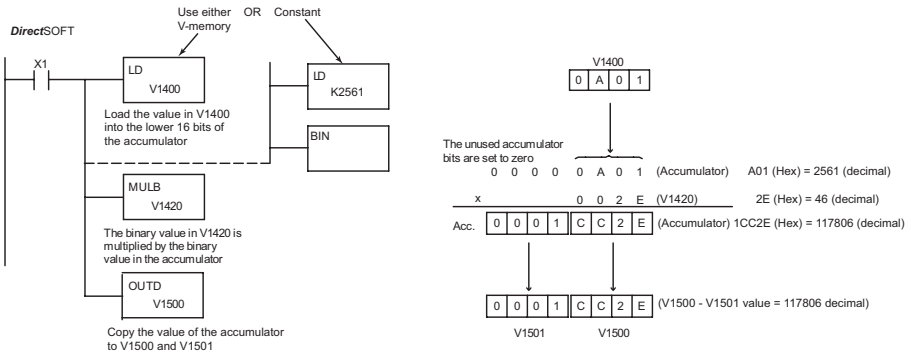 DirectSOFT
Use either OR Constant
V-memory
X1
LD
V1400
Load the value in V1400
into the lower 16 bits of
the accumulator
LD
K2561
BIN
MULB
V1420
The binary value in V1420 is
multiplied by the binary
value in the accumulator
OUTD
V1500
Copy the value of the accumulator
to V1500 and V1501
V1400
0 A 0 1
The unused accumulator
bits are set to zero
0 0 0 0 0 A 0 1 (Accumulator) A01 (Hex) = 2561 (decimal)
x 0 0 2 E (V1420) 2E (Hex) = 46 (decimal)
Acc. 0 0 0 1 C C 2 E (Accumulator) 1CC2E (Hex) = 117806 (decimal)
0 0 0 1 C C 2 E (V1500 - V1501 value = 117806 decimal)
V1501 V1500